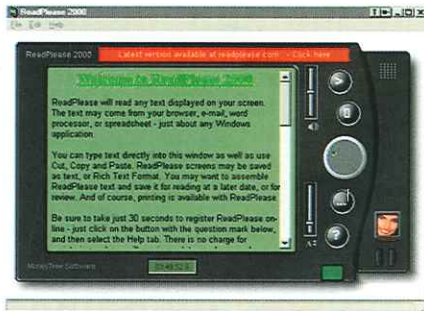 ReadPlease 2000
File Edit Help
ReadPlease 2000
Latest version available at readplease.com - Click here
Welcome to ReadPlease 2000
ReadPlease will read any text displayed on your screen.
The text may come from your browser, e-mail, word
processor, or spreadsheet - just about any Windows
application.
You can type text directly into this window as well as use
Cut, Copy and Paste. ReadPlease screens may be saved
as text, or Rich Text Format. You may want to assemble
ReadPlease text and save it for reading at a later date, or for
review. And of course, printing is available with ReadPlease
Be sure to take just 30 seconds to register ReadPlease on-
line - just click on the button with the question mark below,
and then select the Help tab. There is no charge for
MoneyTree Software
?